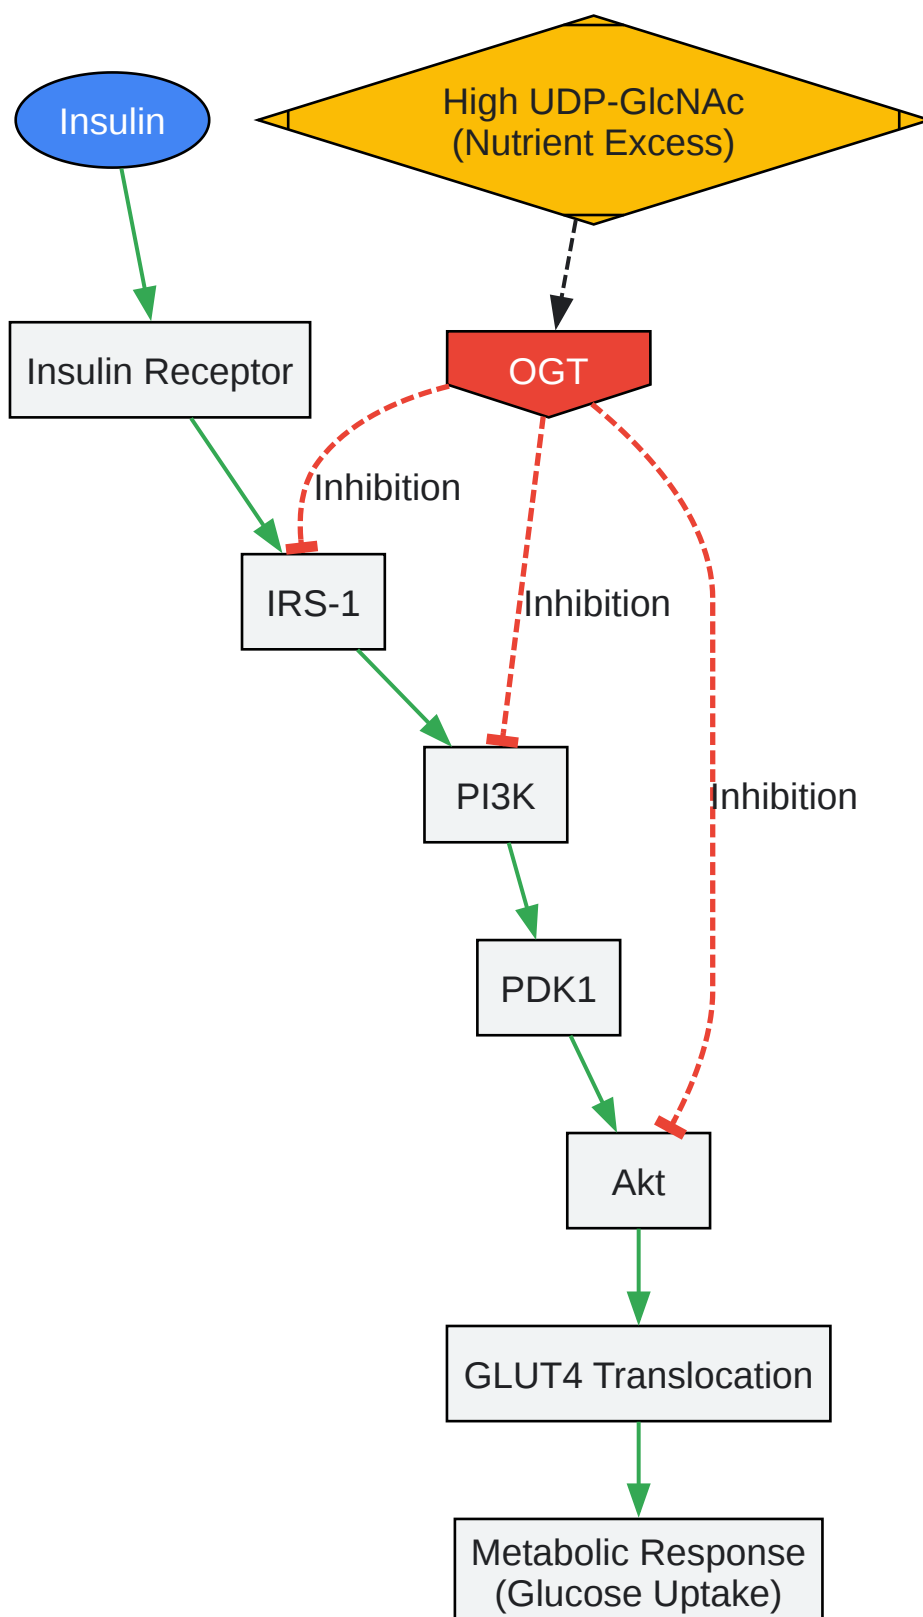 High UDP-GlcNAc
(Nutrient Excess)
Insulin
Insulin Receptor
OGT
Inhibition
IRS-1
Inhibition
PI3K
Inhibition
PDK1
Akt
GLUT4 Translocation
Metabolic Response
(Glucose Uptake)